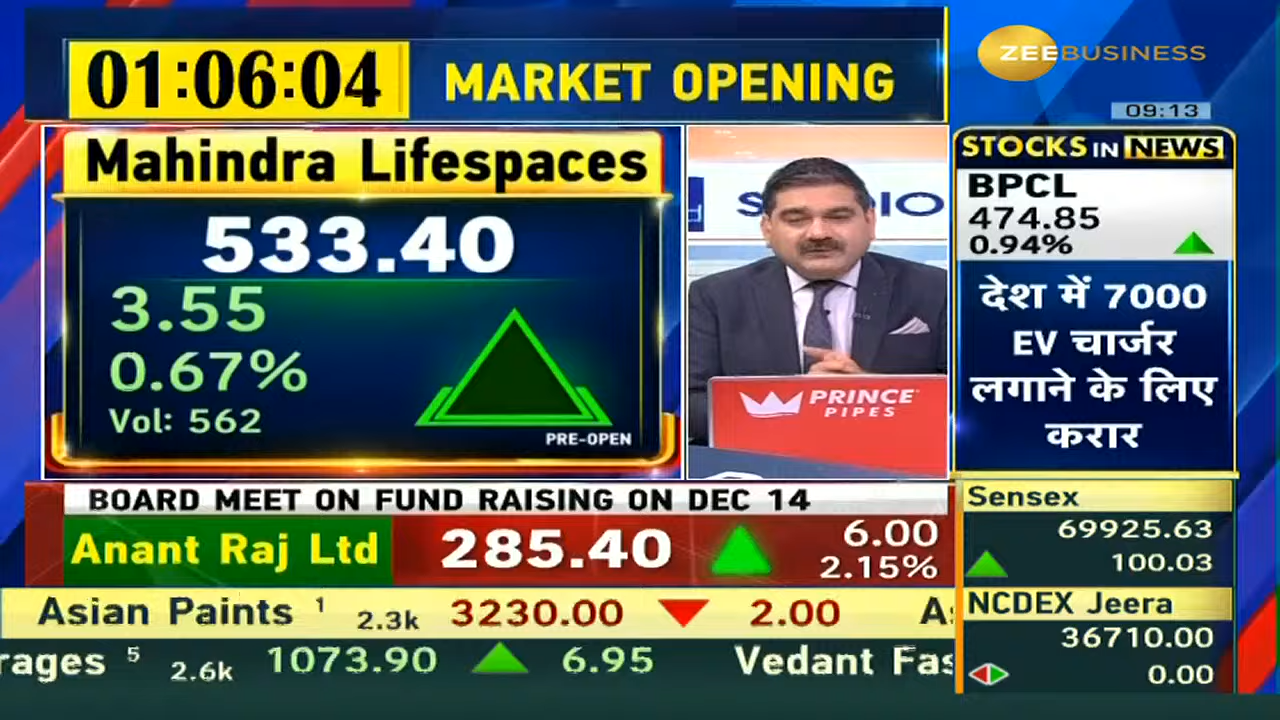 01:06:04 MARKET OPENING
ZEEBUSINESS
09:13
Mahindra Lifespaces
533.40
3.55
0.67%
Vol: 562
PRE-OPEN
PRINCE
PIPES
STOCKS IN NEWS
BPCL
474.85
0.94%
देश में 7000
EV चार्जर
लगाने के लिए
करार
BOARD MEET ON FUND RAISING ON DEC 14
Anant Raj Ltd 285.40 6.00
2.15%
Sensex
69925.63
100.03
NCDEX Jeera
36710.00
0.00
Asian Paints 1 2.3k 3230.00 2.00 As
rages 5 2.6k 1073.90 6.95 Vedant Fas